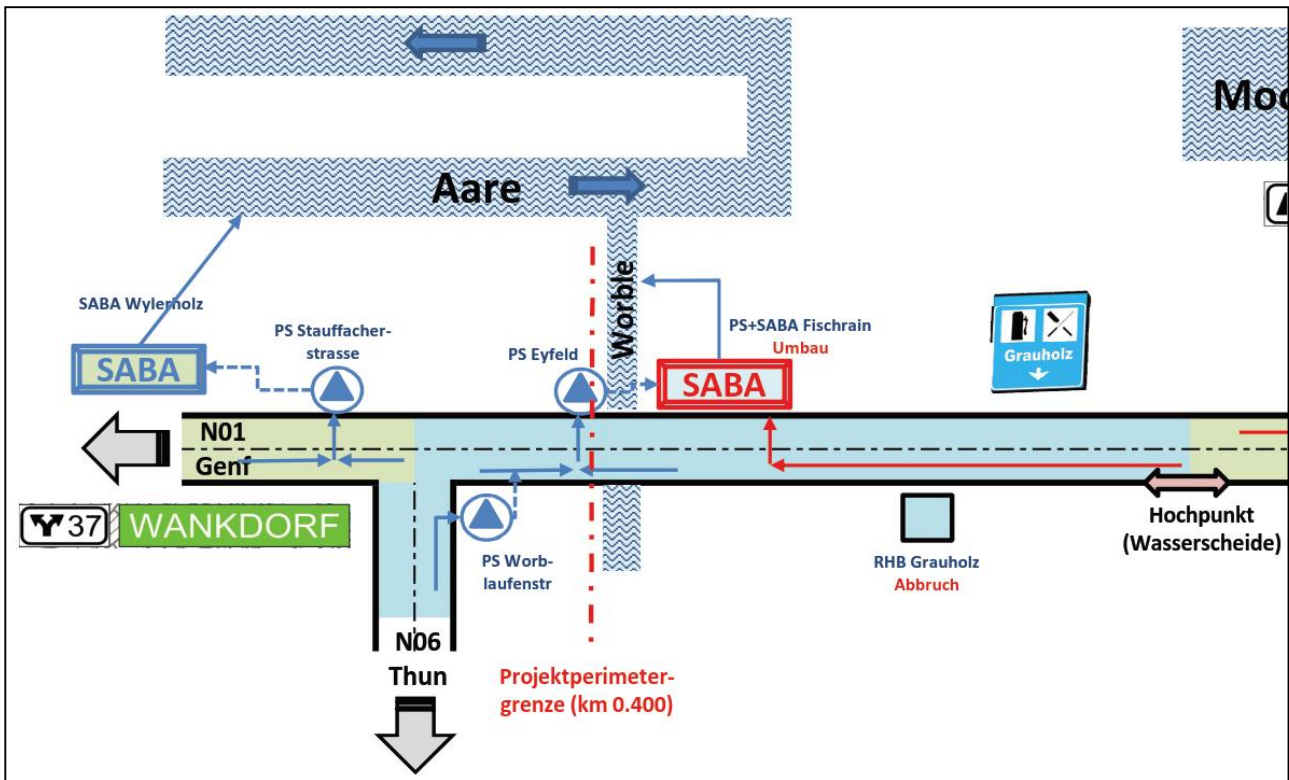 Moo
Aare
Worble
SABA Wylerholz
PS Stauffacher-
strasse
PS Eyfeld
PS+SABA Fischrain
Umbau
Grauholz
SABA
SABA
N01
Genf
37 WANKDORF
PS Worb-
laufenstr
RHB Grauholz
Abbruch
Hochpunkt
(Wasserscheide)
N06
Thun
Projektperimeter-
grenze (km 0.400)